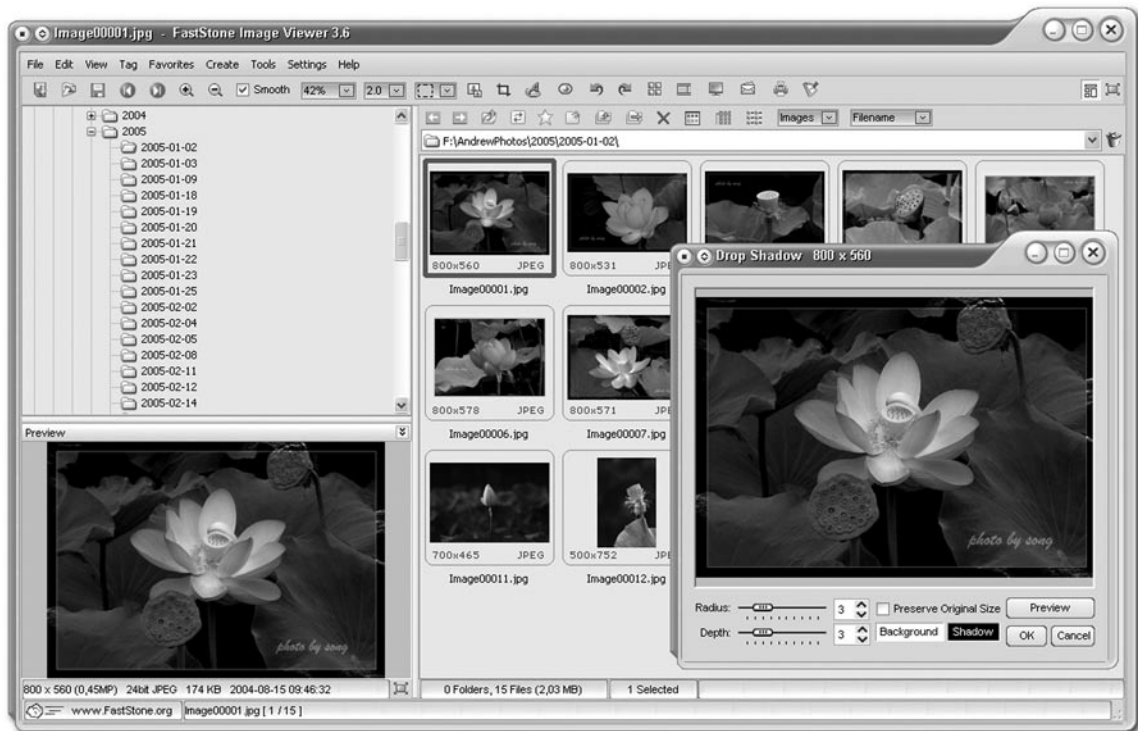 Image00001.jpg - FastStone Image Viewer 3.6
File Edit View Tag Favorites Create Tools Settings Help
Smooth 42% 2.0
Images Filename
2004
2005
2005-01-02
2005-01-03
2005-01-09
2005-01-18
2005-01-19
2005-01-20
2005-01-21
2005-01-22
2005-01-23
2005-01-25
2005-02-02
2005-02-04
2005-02-05
2005-02-08
2005-02-11
2005-02-12
2005-02-14
Preview
photo by song
800 x 560 (0,45MP) 24bit JPEG 174 KB 2004-08-15 09:46:32
F:\AndrewPhotos\2005\2005-01-02\
800x560 JPEG
Image00001.jpg
800x531
Image00002.jpg
800x578 JPEG
Image00006.jpg
800x571
Image00007.jpg
700x465 JPEG
Image00011.jpg
500x752
Image00012.jpg
Drop Shadow 800 x 560
photo by song
Radius: 3 Preserve Original Size Preview
Depth: 3 Background Shadow OK Cancel
0 Folders, 15 Files (2,03 MB) 1 Selected
www.FastStone.org Image00001.jpg [ 1 / 15 ]